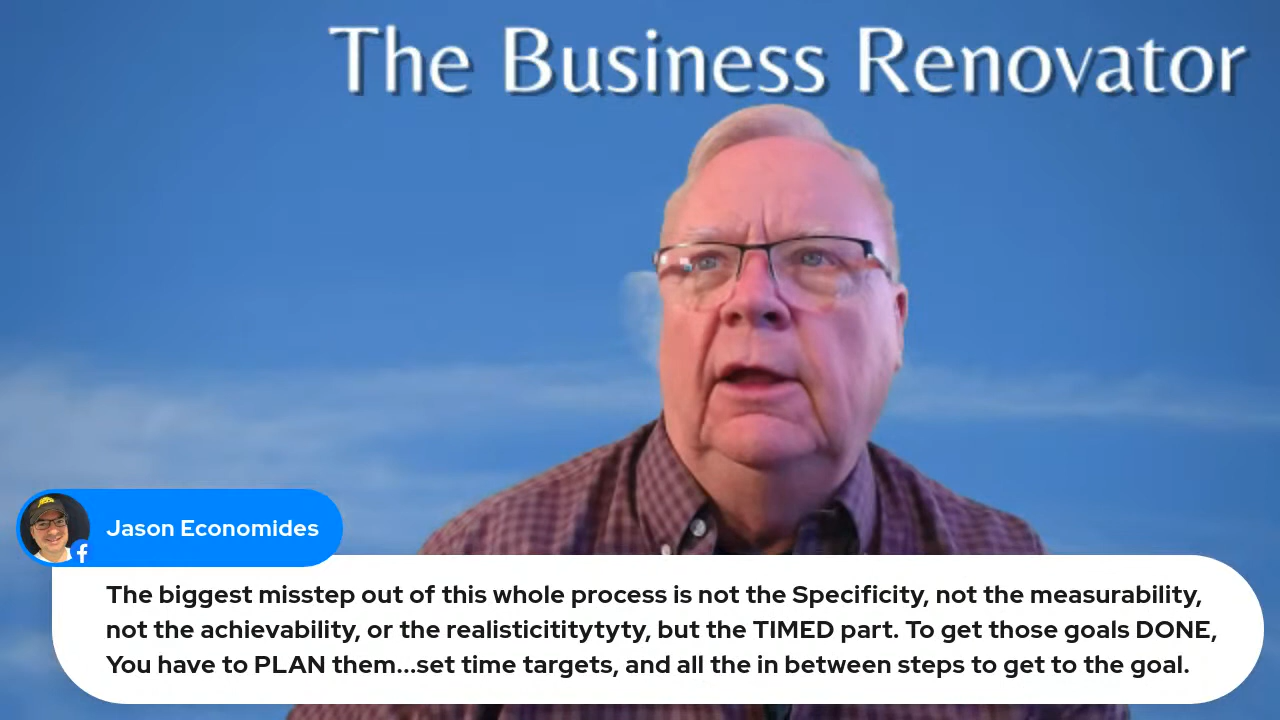 The Business Renovator
Jason Economides
The biggest misstep out of this whole process is not the Specificity, not the measurability,
not the achievability, or the realisticititytyty, but the TIMED part. To get those goals DONE,
You have to PLAN them...set time targets, and all the in between steps to get to the goal.